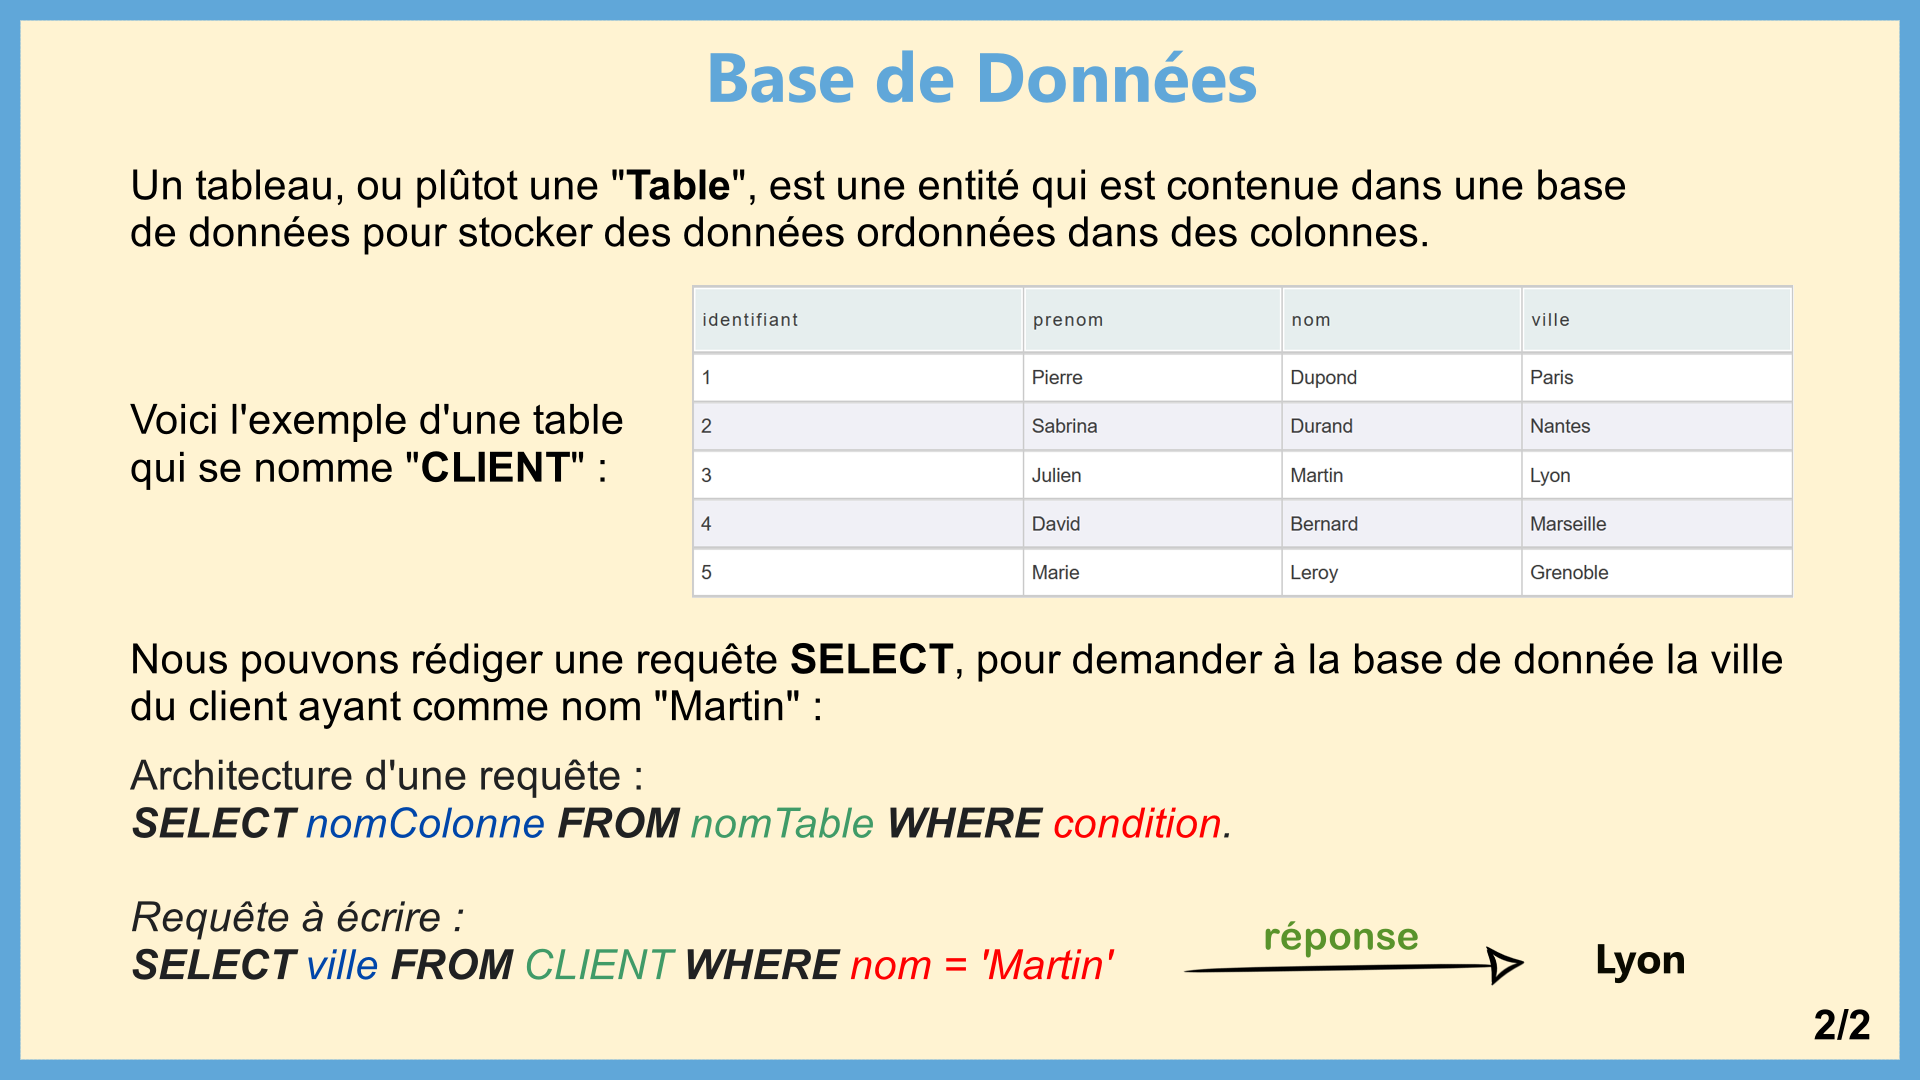 Base de Données
Un tableau, ou plûtot une "Table", est une entité qui est contenue dans une base
de données pour stocker des données ordonnées dans des colonnes.
Voici l'exemple d'une table
qui se nomme "CLIENT" :
identifiant prenom nom ville
1 Pierre Dupond Paris
2 Sabrina Durand Nantes
3 Julien Martin Lyon
4 David Bernard Marseille
5 Marie Leroy Grenoble
Nous pouvons rédiger une requête SELECT, pour demander à la base de donnée la ville
du client ayant comme nom "Martin" :
Architecture d'une requête :
SELECT nomColonne FROM nomTable WHERE condition.
Requête à écrire :
SELECT ville FROM CLIENT WHERE nom = 'Martin'
réponse
Lyon
2/2